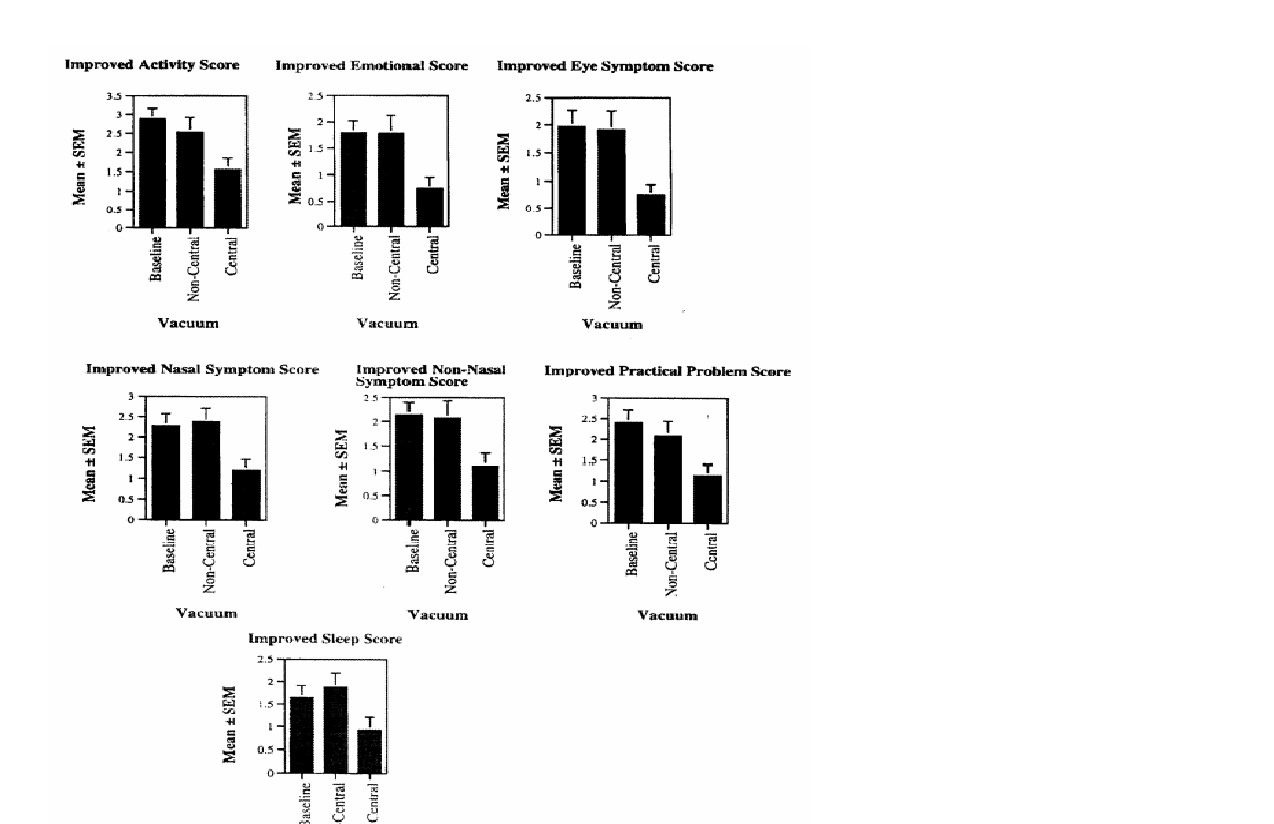 Improved Activity Score
3.5
3
2.5
2
1.5
1
0.5
0
Mean ± SEM
Baseline
Non-Central
Central
Vacuum
Improved Emotional Score
2.5
2
1.5
1
0.5
0
Mean ± SEM
Baseline
Non-Central
Central
Vacuum
Improved Eye Symptom Score
2.5
2
1.5
1
0.5
0
Mean ± SEM
Baseline
Non-Central
Central
Vacuum
Improved Nasal Symptom Score
3
2.5
2
1.5
1
0.5
0
Mean ± SEM
Baseline
Non-Central
Central
Vacuum
Improved Non-Nasal
Symptom Score
2.5
2
1.5
1
0.5
0
Mean ± SEM
Baseline
Non-Central
Central
Vacuum
Improved Practical Problem Score
3
2.5
2
1.5
1
0.5
0
Mean ± SEM
Baseline
Non-Central
Central
Vacuum
Improved Sleep Score
2.5
2
1.5
1
0.5
0
Mean ± SEM
Baseline
-Central
Central